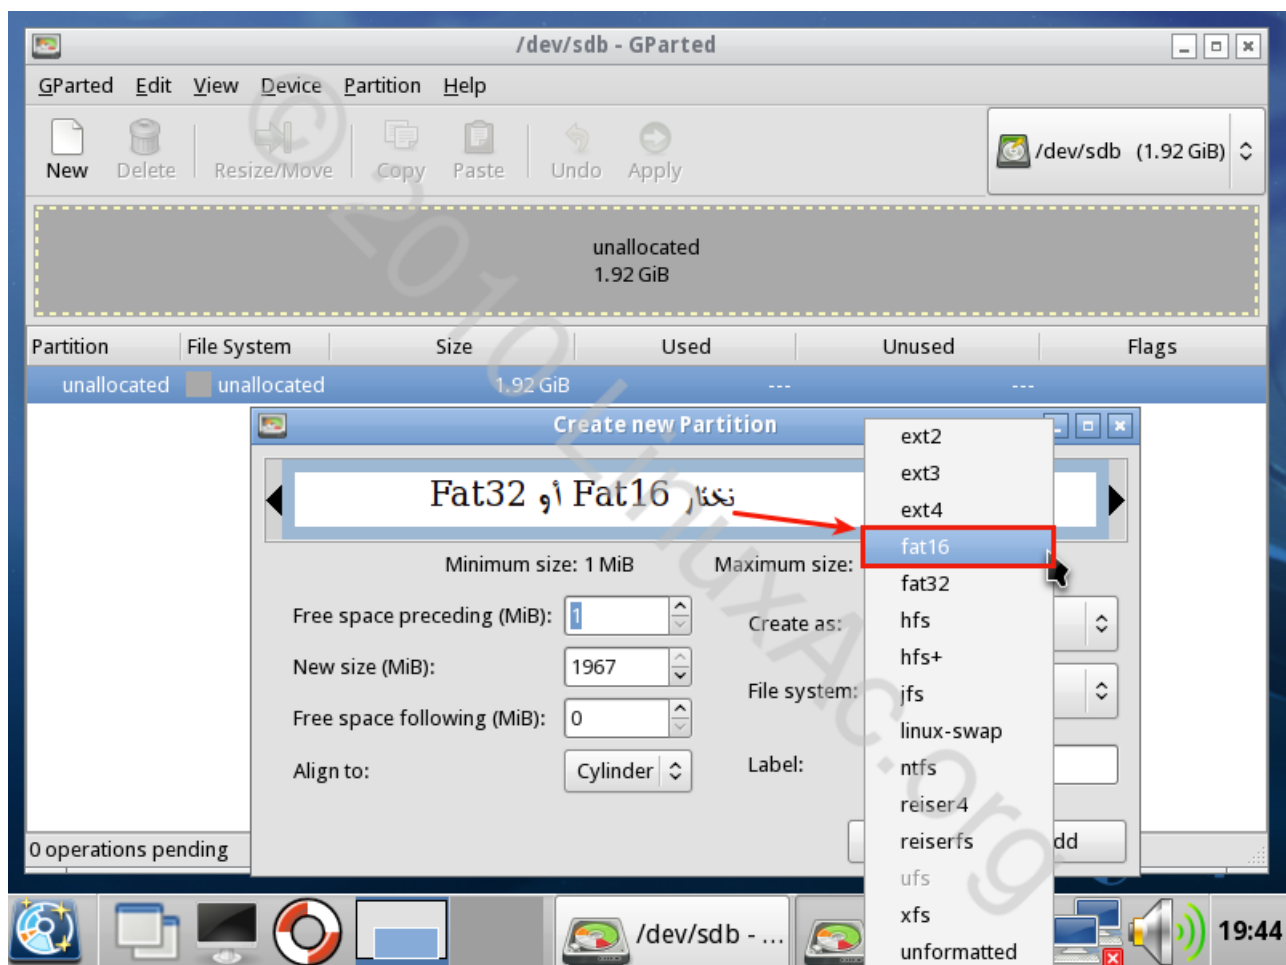 /dev/sdb - GParted
GParted Edit View Device Partition Help
New Delete Resize/Move Copy Paste Undo Apply
/dev/sdb (1.92 GiB)
unallocated
1.92 GiB
Partition File System Size Used Unused Flags
unallocated unallocated 1.92 GiB --- ---
Create new Partition
نختار Fat16 أو Fat32
Minimum size: 1 MiB Maximum size:
Free space preceding (MiB): 1
New size (MiB): 1967
Free space following (MiB): 0
Align to: Cylinder
Create as:
File system:
Label:
ext2
ext3
ext4
fat16
fat32
hfs
hfs+
jfs
linux-swap
ntfs
reiser4
reiserfs
ufs
xfs
unformatted
dd
0 operations pending
/dev/sdb - ...
19:44
© 2010 LinuxAc.org